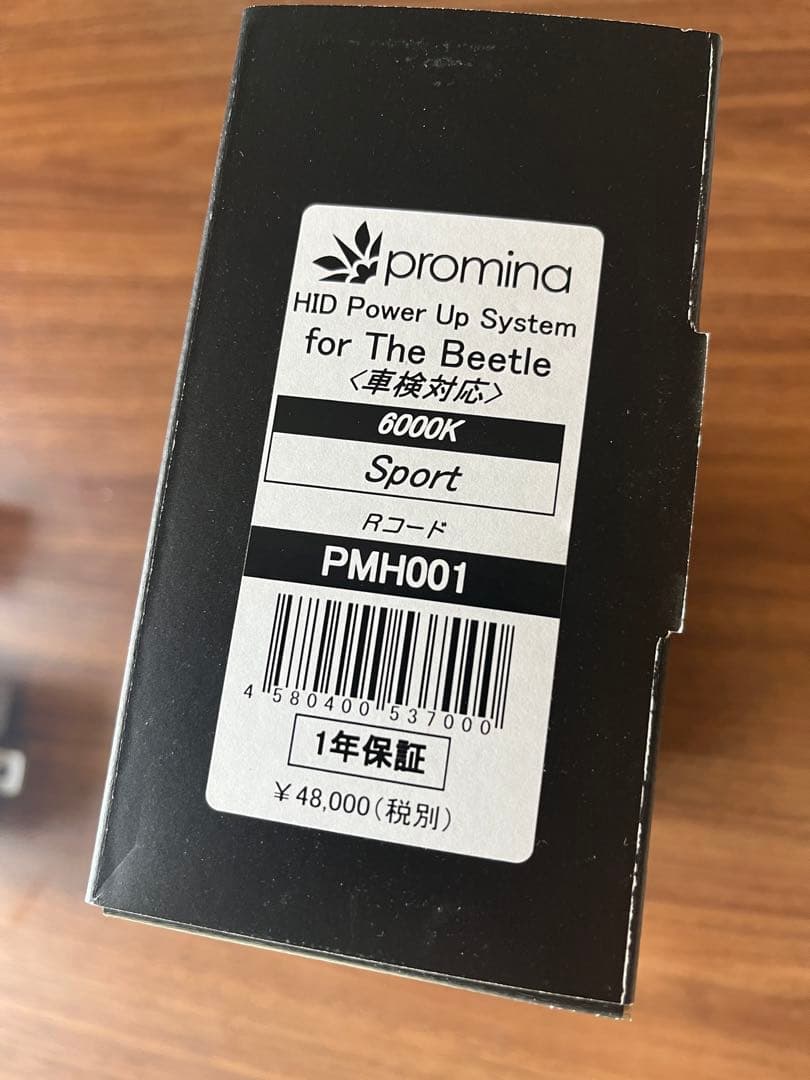 promina
HID Power Up System
for The Beetle
〈車検対応〉
6000K
Sport
Rコード
PMH001
4 580400 537000
1年保証
￥48,000(税別)